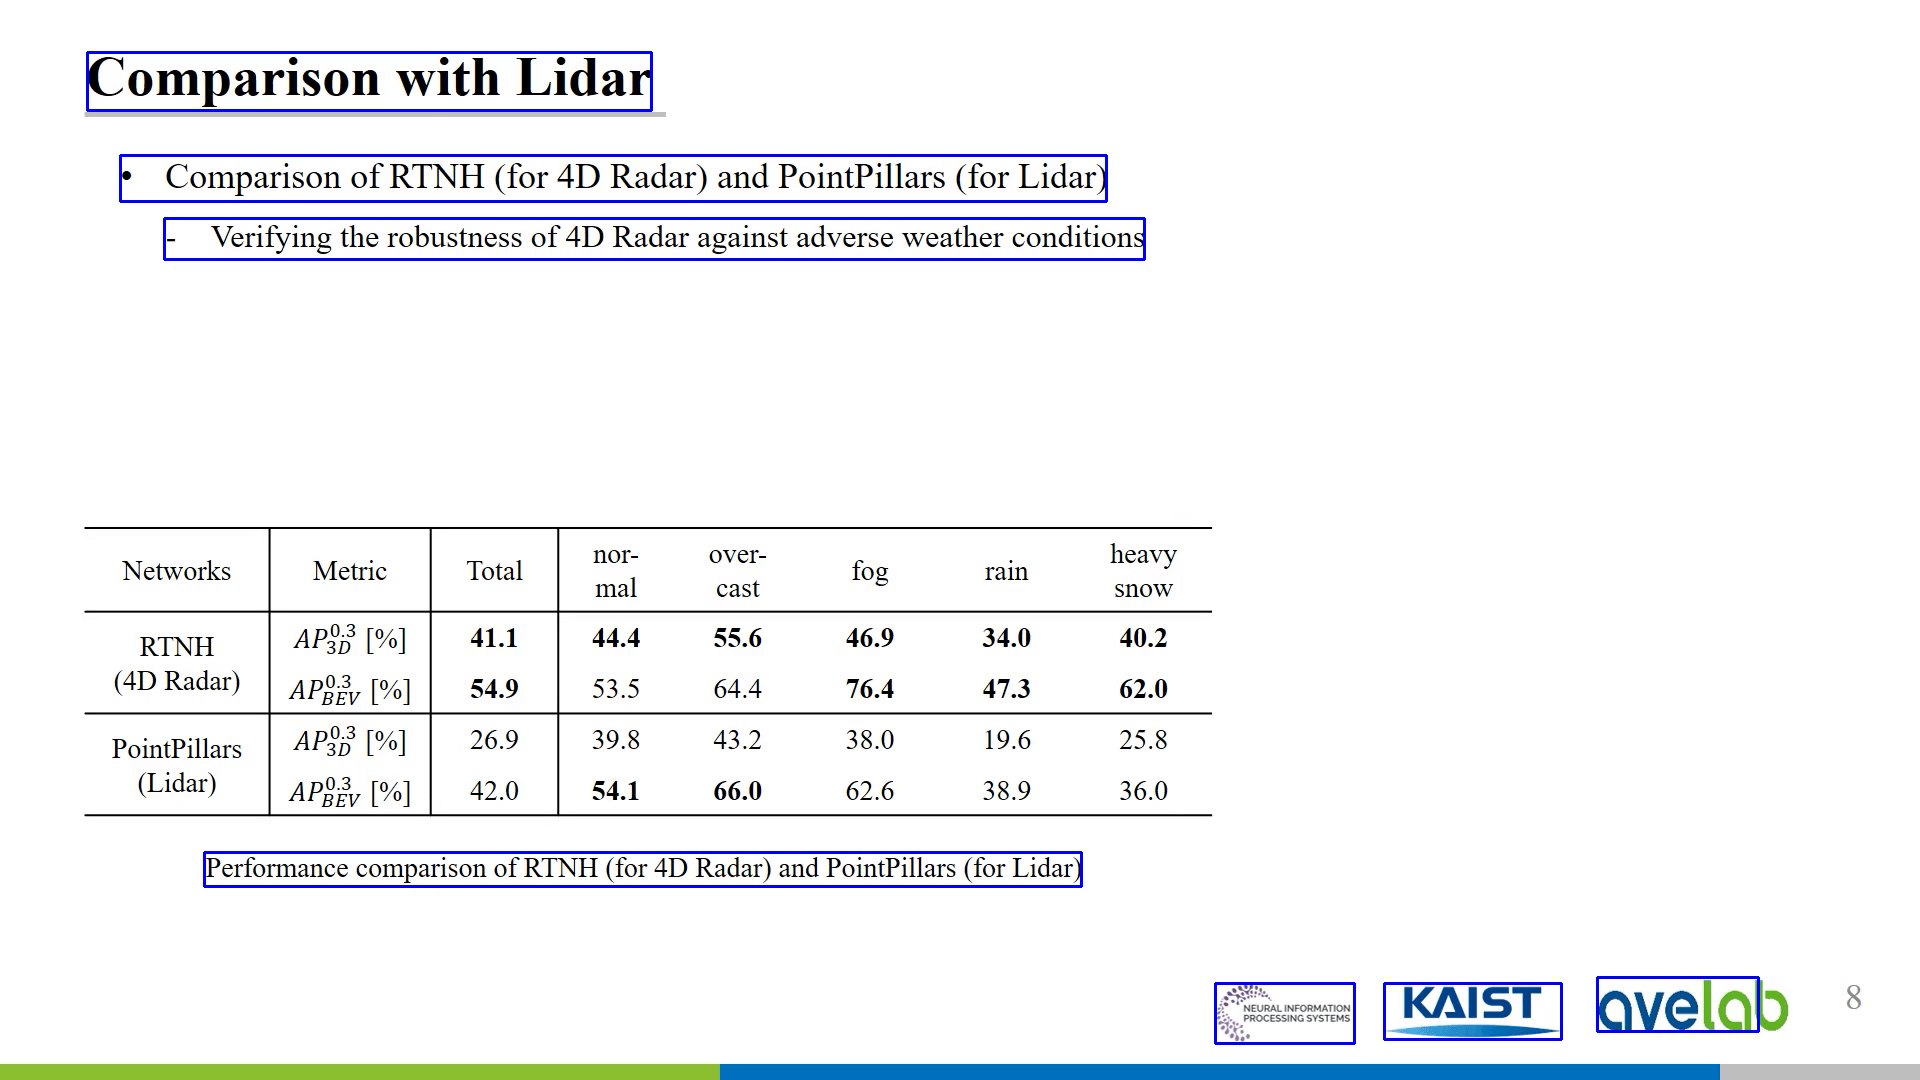 Comparison with Lidar
• Comparison of RTNH (for 4D Radar) and PointPillars (for Lidar)
- Verifying the robustness of 4D Radar against adverse weather conditions
Networks Metric Total nor-mal over-cast fog rain heavy snow
RTNH (4D Radar) AP_{3D}^{0.3} [%] 41.1 44.4 55.6 46.9 34.0 40.2
AP_{BEV}^{0.3} [%] 54.9 53.5 64.4 76.4 47.3 62.0
PointPillars (Lidar) AP_{3D}^{0.3} [%] 26.9 39.8 43.2 38.0 19.6 25.8
AP_{BEV}^{0.3} [%] 42.0 54.1 66.0 62.6 38.9 36.0
Performance comparison of RTNH (for 4D Radar) and PointPillars (for Lidar)
NEURAL INFORMATION
PROCESSING SYSTEMS
KAIST
avelab
8